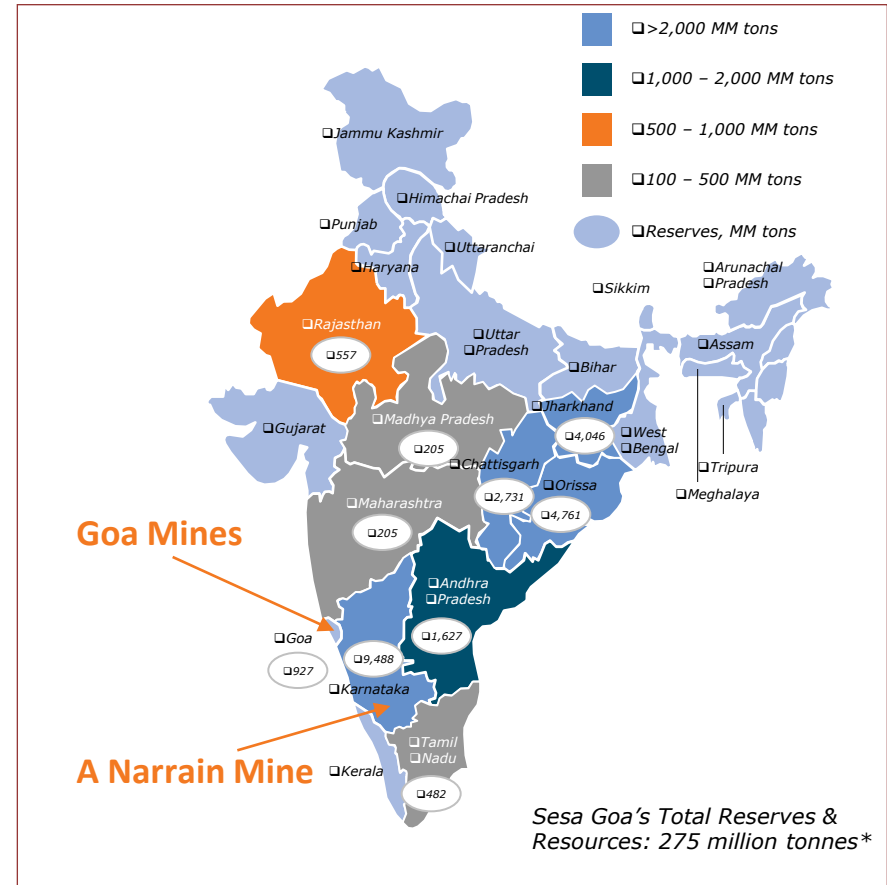 ❑>2,000 MM tons
❑1,000 – 2,000 MM tons
❑500 – 1,000 MM tons
❑100 – 500 MM tons
❑Reserves, MM tons
❑Jammu Kashmir
❑Himachai Pradesh
❑Punjab
❑Uttaranchai
❑Haryana
❑Arunachal
❑Pradesh
❑Sikkim
❑Rajasthan
❑557
❑Uttar
❑Pradesh
❑Assam
❑Bihar
❑Jharkhand
❑4,046
❑Madhya Pradesh
❑205
❑Gujarat
❑West
❑Bengal
❑Chattisgarh
❑2,731
❑Tripura
❑Orissa
❑4,761
❑Meghalaya
❑Maharashtra
❑205
Goa Mines
❑Andhra
❑Pradesh
❑1,627
❑Goa
❑927
❑9,488
❑Karnataka
A Narrain Mine
❑Tamil
❑Nadu
❑482
❑Kerala
Sesa Goa's Total Reserves &
Resources: 275 million tonnes*